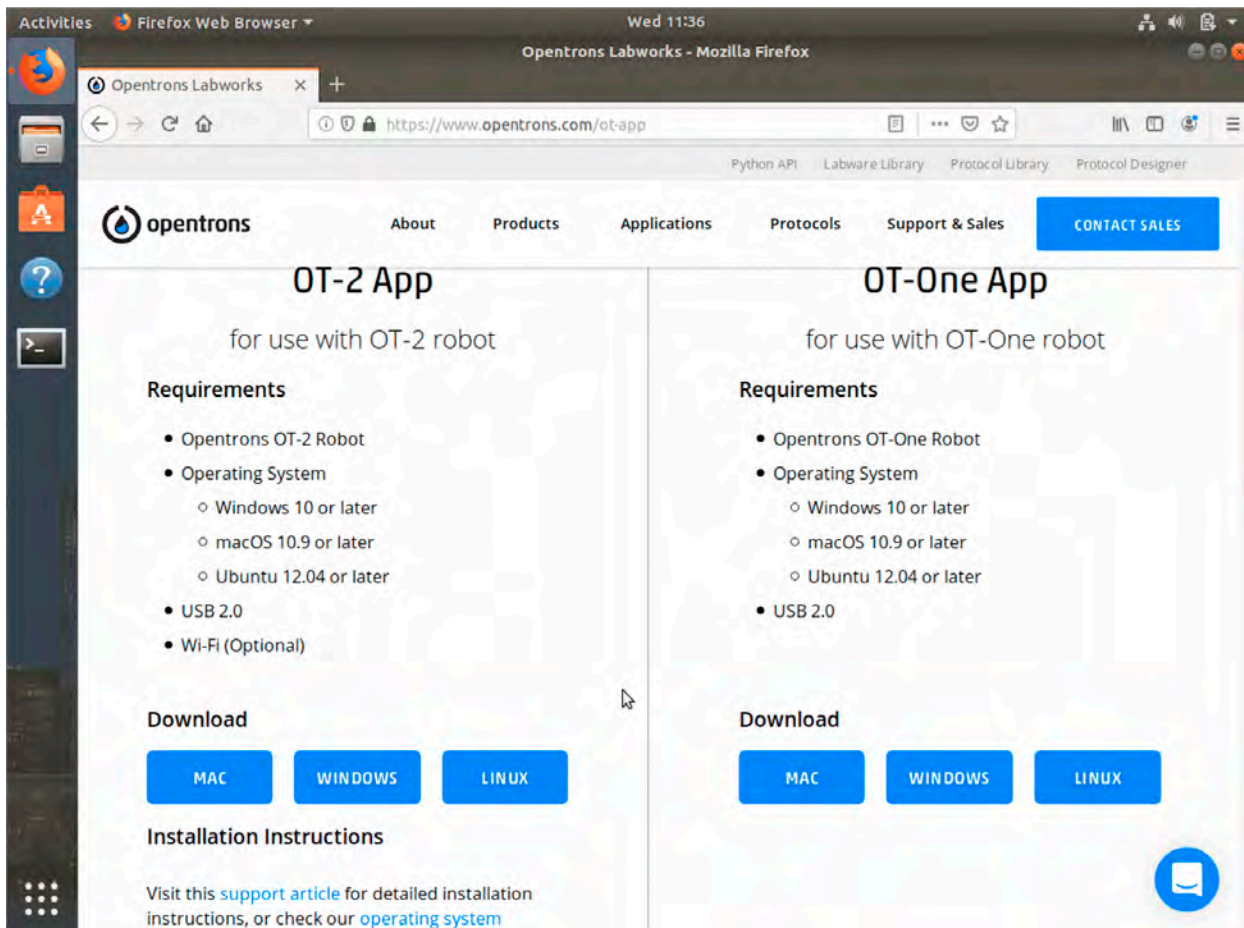 Activities Firefox Web Browser Wed 11:36
Opentrons Labworks - Mozilla Firefox
Opentrons Labworks
https://www.opentrons.com/ot-app
Python API Labware Library Protocol Library Protocol Designer
opentrons About Products Applications Protocols Support & Sales CONTACT SALES
OT-2 App
for use with OT-2 robot
Requirements
Opentrons OT-2 Robot
Operating System
Windows 10 or later
macOS 10.9 or later
Ubuntu 12.04 or later
USB 2.0
Wi-Fi (Optional)
Download
MAC WINDOWS LINUX
Installation Instructions
Visit this support article for detailed installation
instructions, or check our operating system
OT-One App
for use with OT-One robot
Requirements
Opentrons OT-One Robot
Operating System
Windows 10 or later
macOS 10.9 or later
Ubuntu 12.04 or later
USB 2.0
Download
MAC WINDOWS LINUX